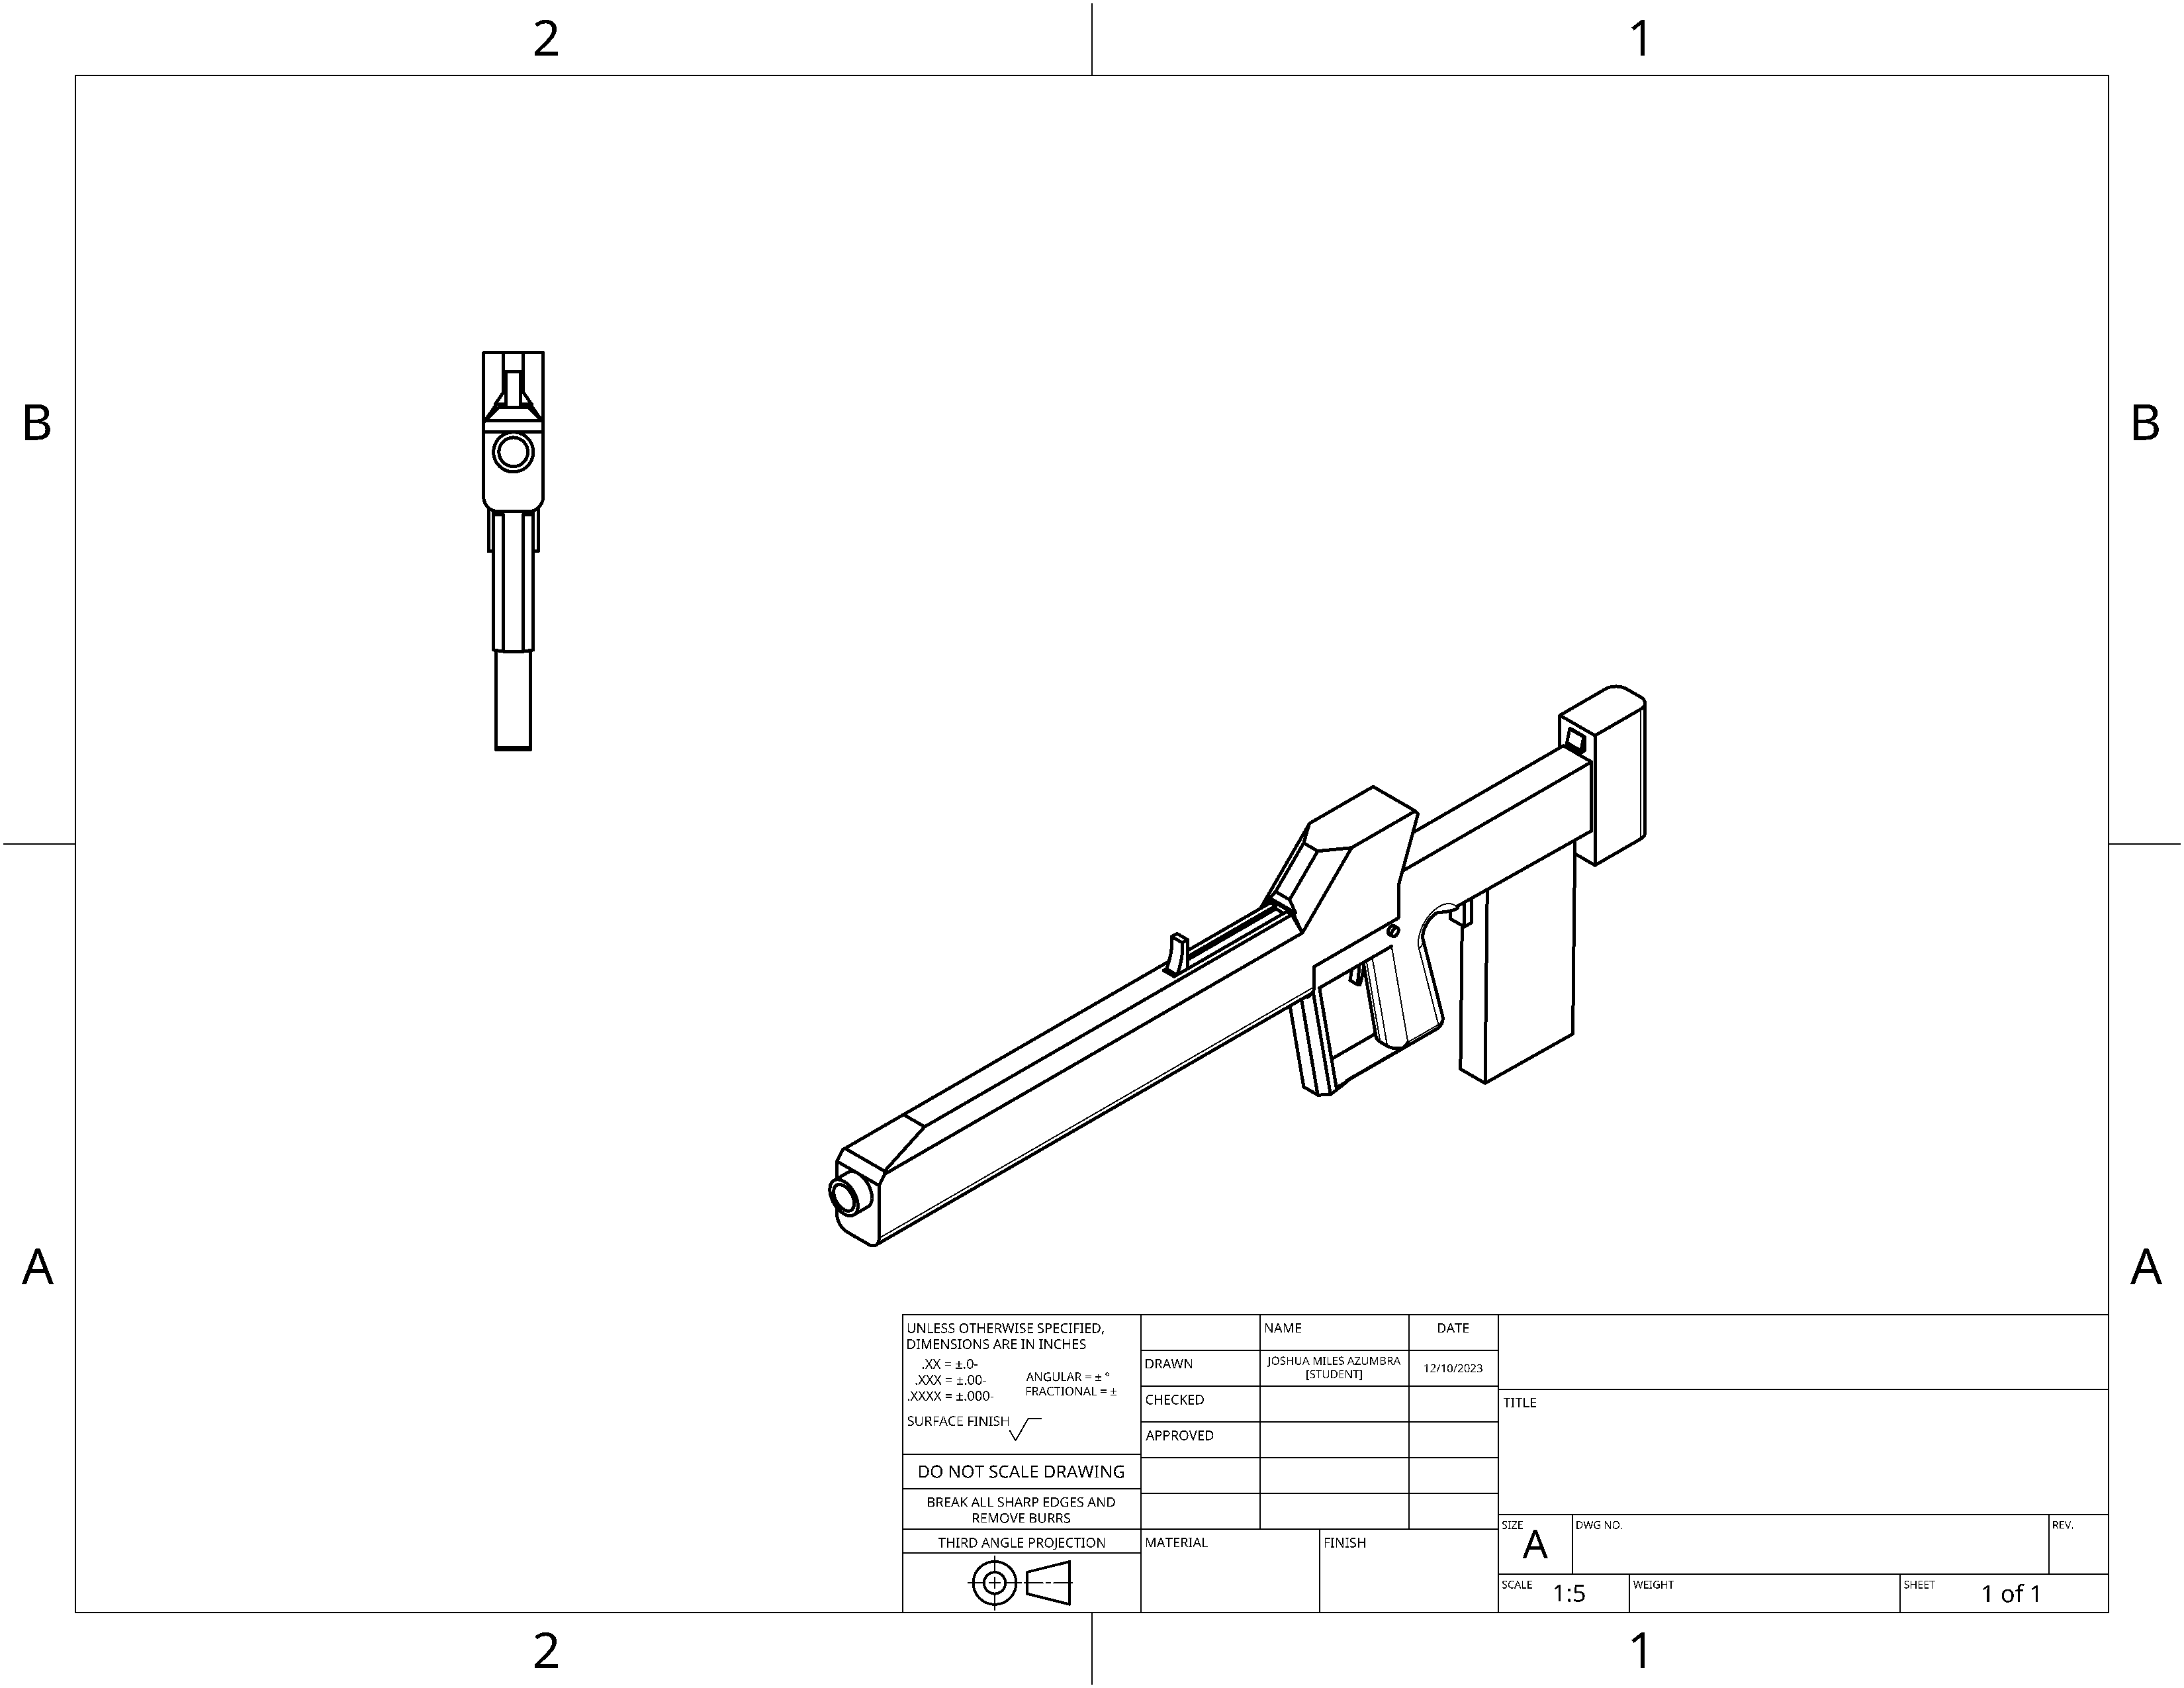 2
1
B
B
A
A
UNLESS OTHERWISE SPECIFIED,
DIMENSIONS ARE IN INCHES
.XX = ±.0-
.XXX = ±.00-
.XXXX = ±.000-
ANGULAR = ± °
FRACTIONAL = ±
SURFACE FINISH
DO NOT SCALE DRAWING
BREAK ALL SHARP EDGES AND
REMOVE BURRS
THIRD ANGLE PROJECTION
NAME
DATE
DRAWN
JOSHUA MILES AZUMBRA
[STUDENT]
12/10/2023
CHECKED
APPROVED
MATERIAL
FINISH
TITLE
SIZE
A
DWG NO.
REV.
SCALE
1:5
WEIGHT
SHEET
1 of 1
2
1